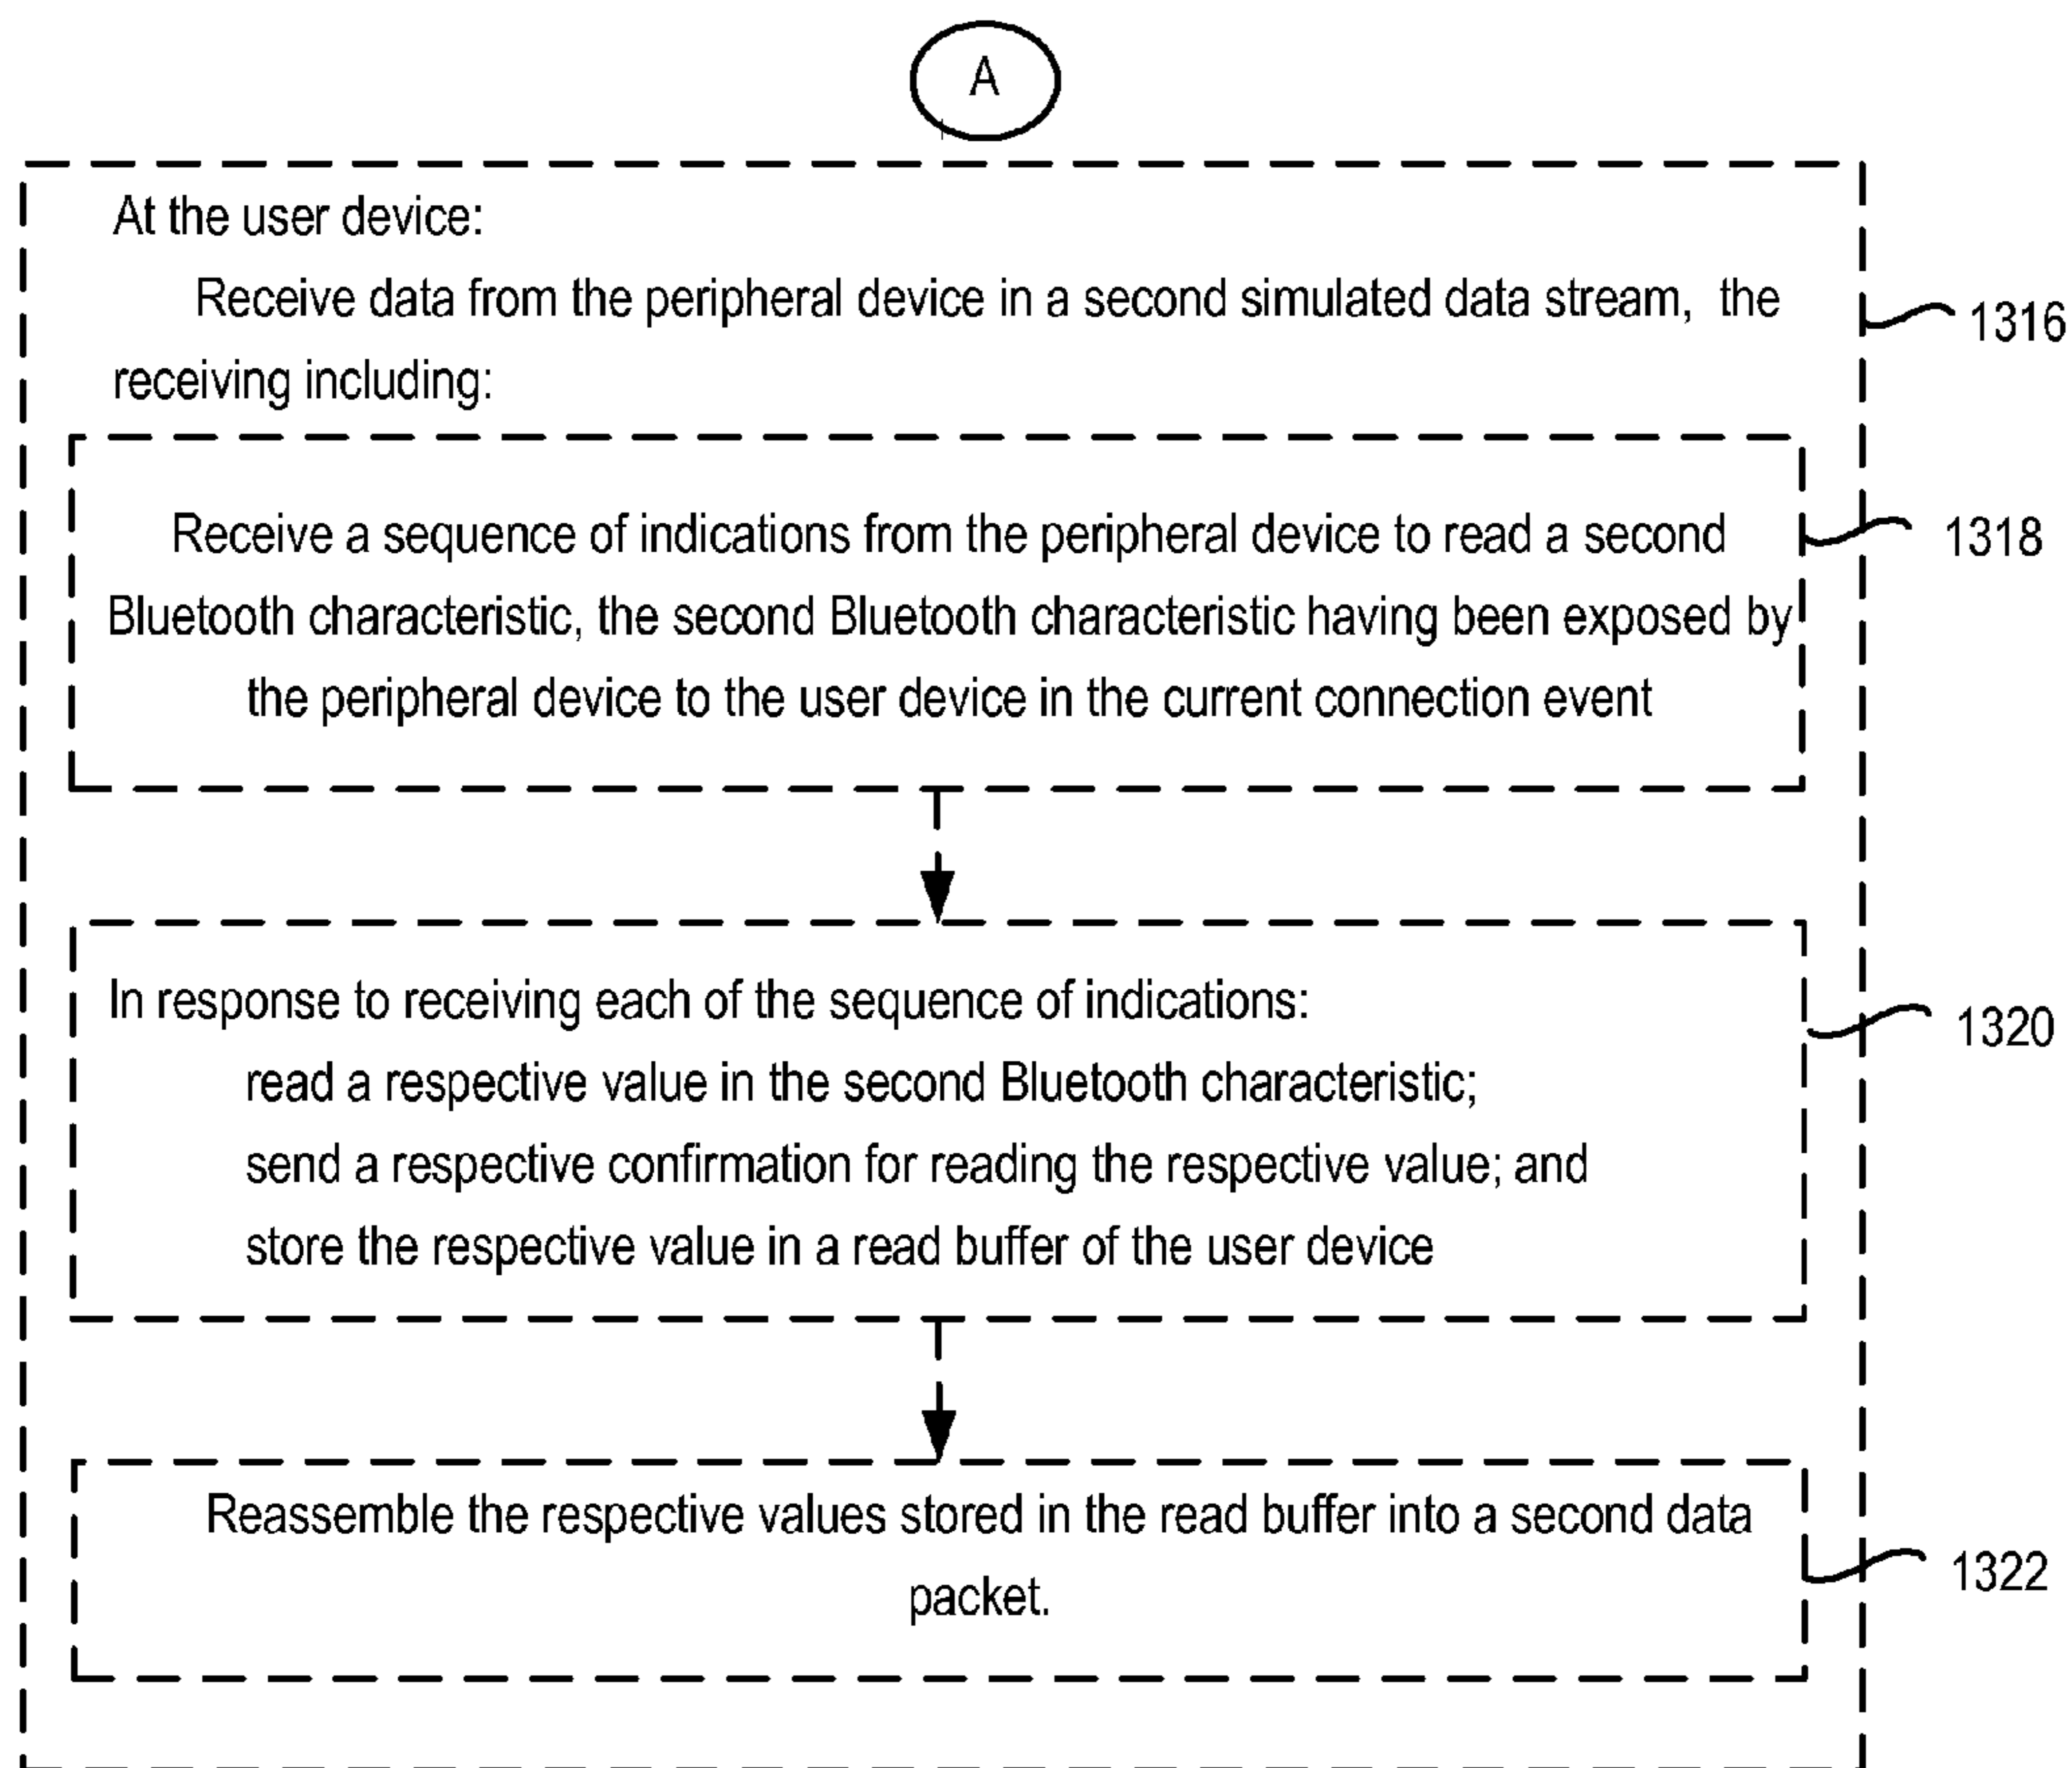 A
At the user device:
Receive data from the peripheral device in a second simulated data stream, the
receiving including:
1316
Receive a sequence of indications from the peripheral device to read a second
Bluetooth characteristic, the second Bluetooth characteristic having been exposed by
the peripheral device to the user device in the current connection event
1318
In response to receiving each of the sequence of indications:
read a respective value in the second Bluetooth characteristic;
send a respective confirmation for reading the respective value; and
store the respective value in a read buffer of the user device
1320
Reassemble the respective values stored in the read buffer into a second data
packet.
1322